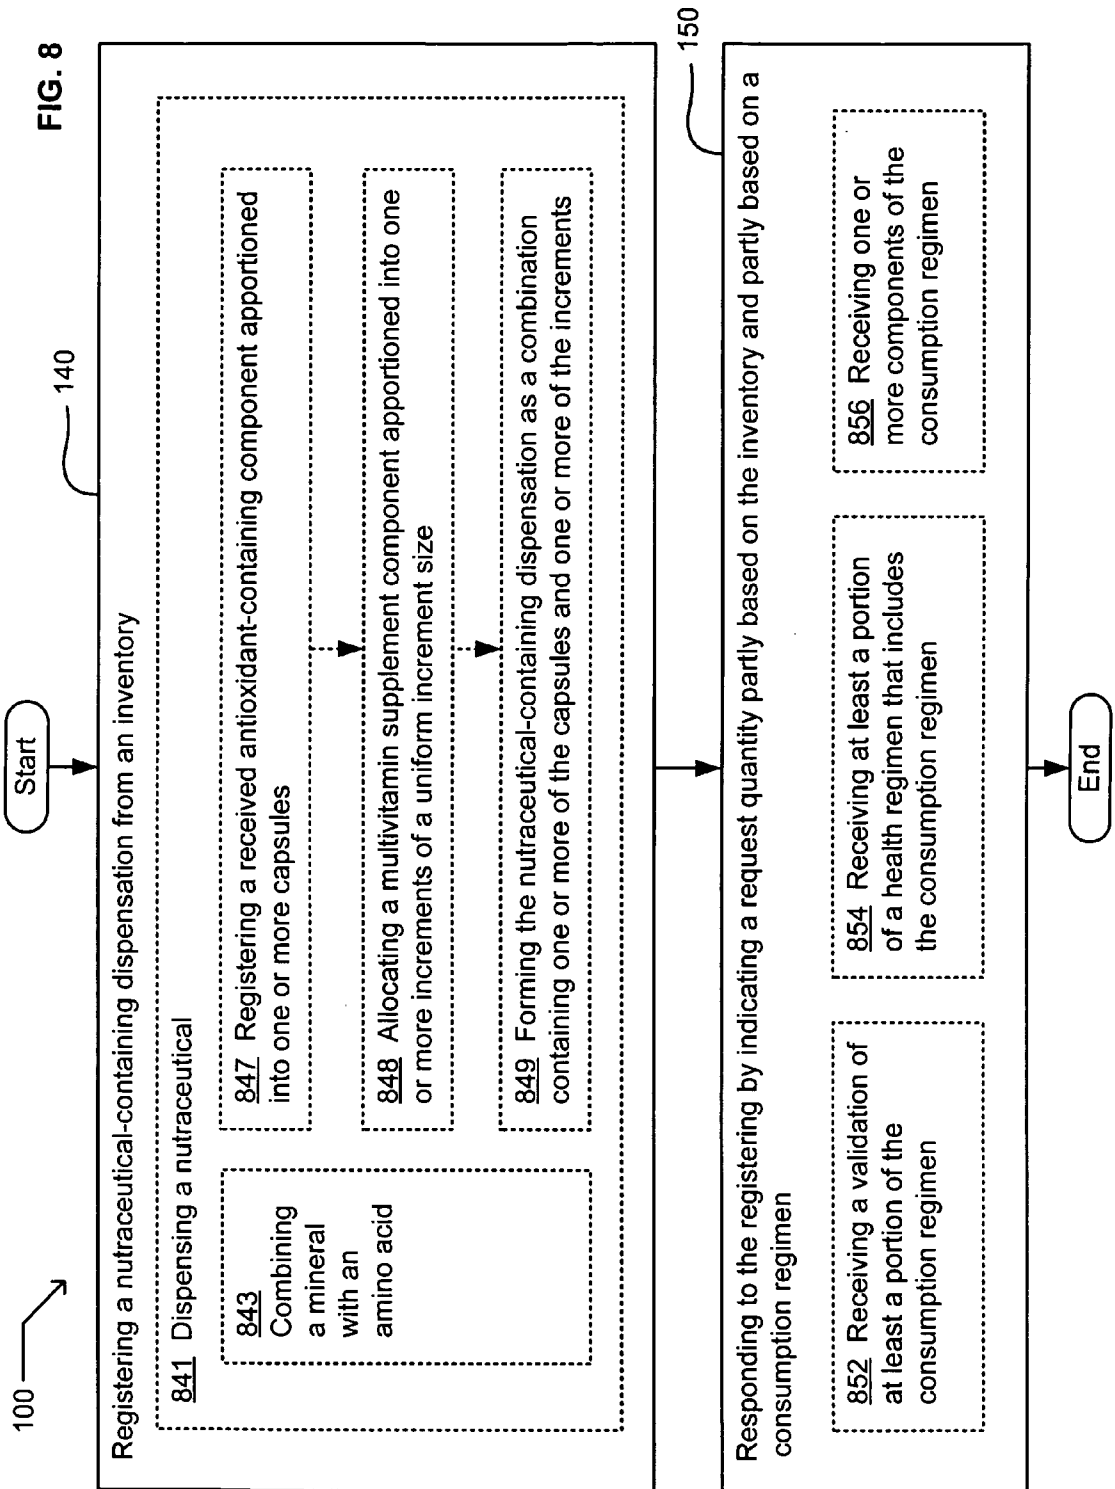 FIG. 8
100
Start
140
Registering a nutraceutical-containing dispensation from an inventory
841 Dispensing a nutraceutical
843
Combining
a mineral
with an
amino acid
847 Registering a received antioxidant-containing component apportioned
into one or more capsules
848 Allocating a multivitamin supplement component apportioned into one
or more increments of a uniform increment size
849 Forming the nutraceutical-containing dispensation as a combination
containing one or more of the capsules and one or more of the increments
150
Responding to the registering by indicating a request quantity partly based on the inventory and partly based on a
consumption regimen
852 Receiving a validation of
at least a portion of the
consumption regimen
854 Receiving at least a portion
of a health regimen that includes
the consumption regimen
856 Receiving one or
more components of the
consumption regimen
End